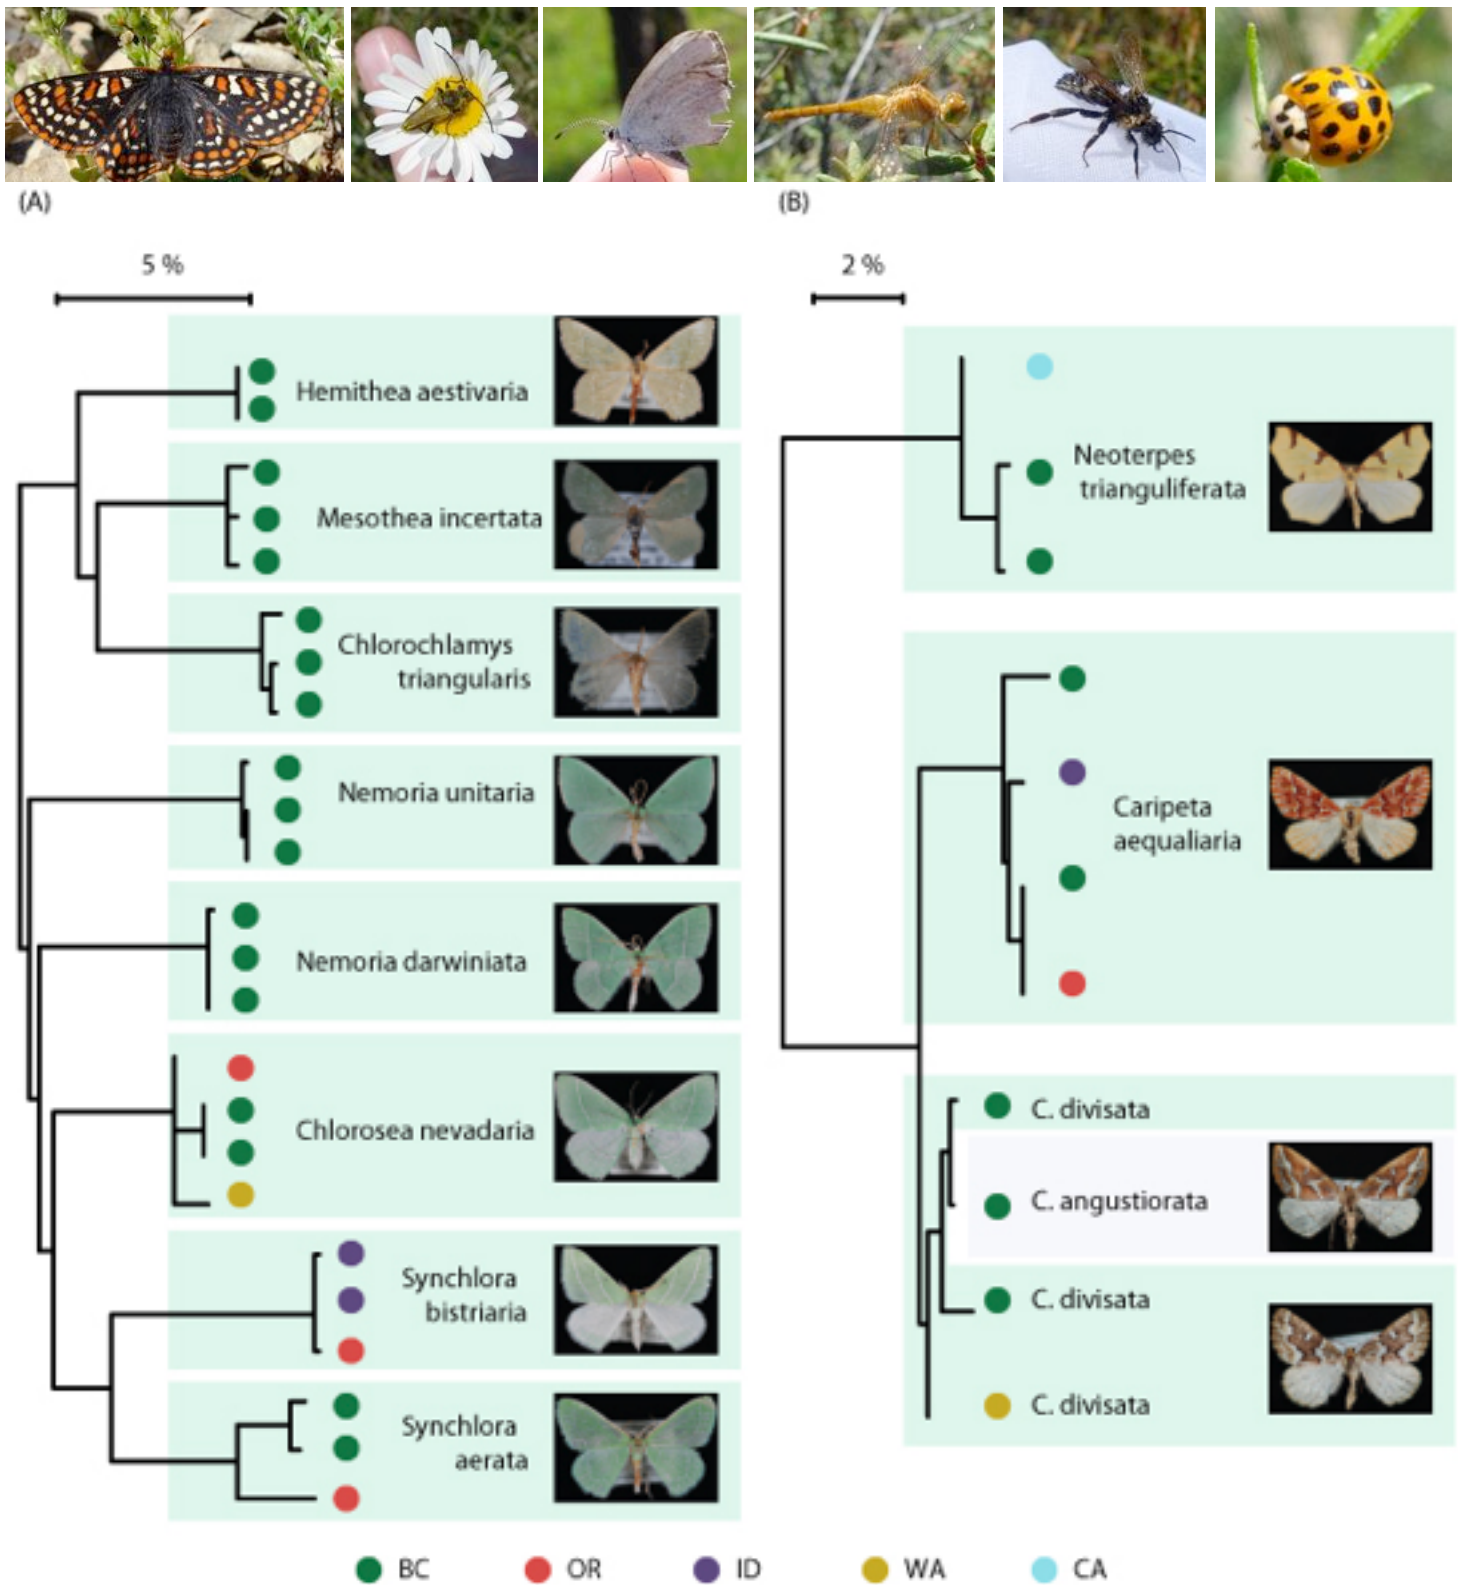 (A)
(B)
5 %
2 %
Hemithea aestivaria
Mesothea incertata
Chlorochlamys
triangularis
Nemoria unitaria
Nemoria darwiniata
Chlorosea nevadaria
Synchlora
bistriaria
Synchlora
aerata
Neoterpes
trianguliferata
Caripeta
aequaliaria
C. divisata
C. angustiorata
C. divisata
C. divisata
BC OR ID WA CA